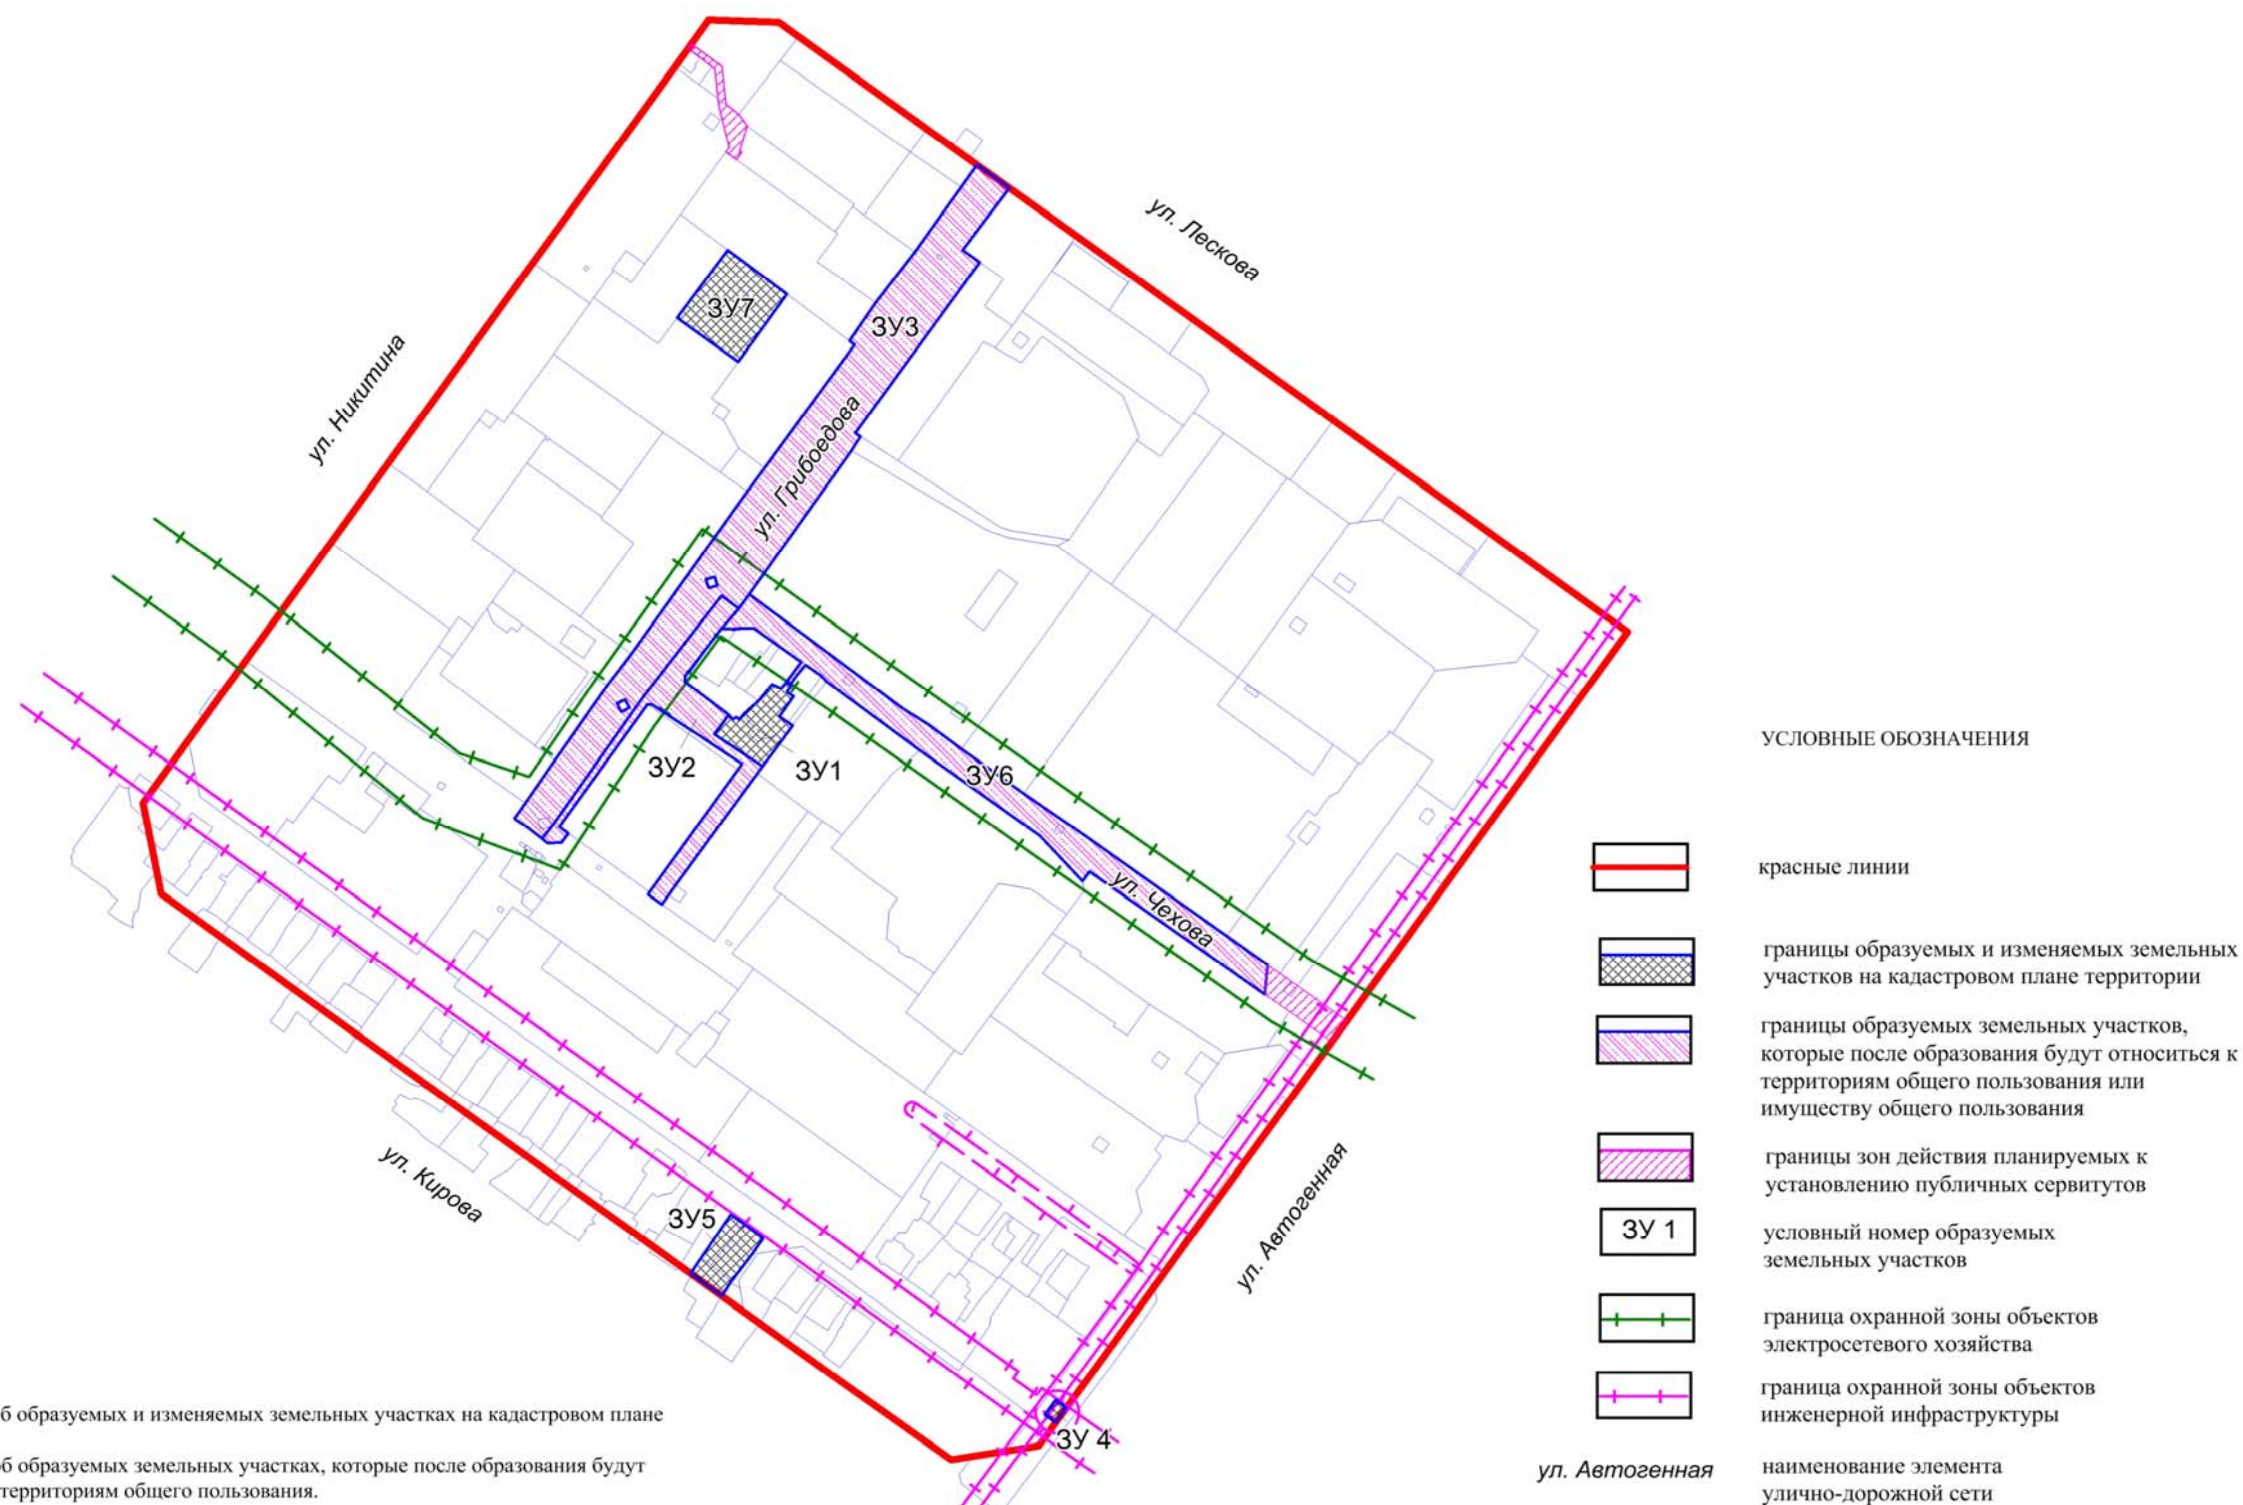 ул. Лескова
ЗУ7
ЗУ3
ул. Никитина
ул. Грибоедова
ЗУ2
ЗУ1
ЗУ6
ул. Чехова
ул. Кирова
ЗУ5
ул. Автогенная
ЗУ 4
УСЛОВНЫЕ ОБОЗНАЧЕНИЯ
красные линии
границы образуемых и изменяемых земельных
участков на кадастровом плане территории
границы образуемых земельных участков,
которые после образования будут относиться к
территориям общего пользования или
имуществу общего пользования
границы зон действия планируемых к
установлению публичных сервитутов
ЗУ 1
условный номер образуемых
земельных участков
граница охранной зоны объектов
электросетевого хозяйства
граница охранной зоны объектов
инженерной инфраструктуры
ул. Автогенная
наименование элемента
улично-дорожной сети
б образуемых и изменяемых земельных участках на кадастровом плане
б образуемых земельных участках, которые после образования будут
территориям общего пользования.